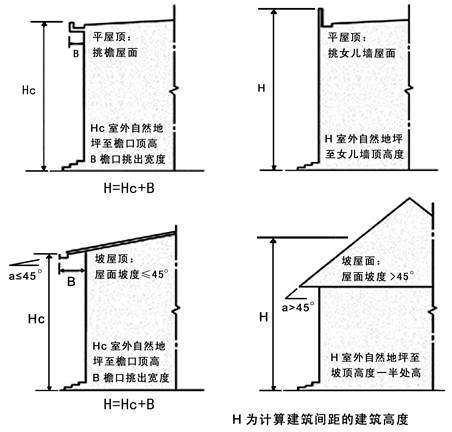 平屋顶：
挑檐屋面
B
Hc
Hc 室外自然地
坪至檐口顶高
B 檐口挑出宽度
H=Hc+B
平屋顶：
挑女儿墙屋面
H
H 室外自然地坪
至女儿墙顶高度
坡屋顶：
屋面坡度≤45°
a≤45°
B
Hc
Hc 室外自然地
坪至檐口顶高
B 檐口挑出宽度
H=Hc+B
坡屋面：
屋面坡度>45°
a>45°
H
H 室外自然地坪至
坡顶高度一半处高
H 为计算建筑间距的建筑高度